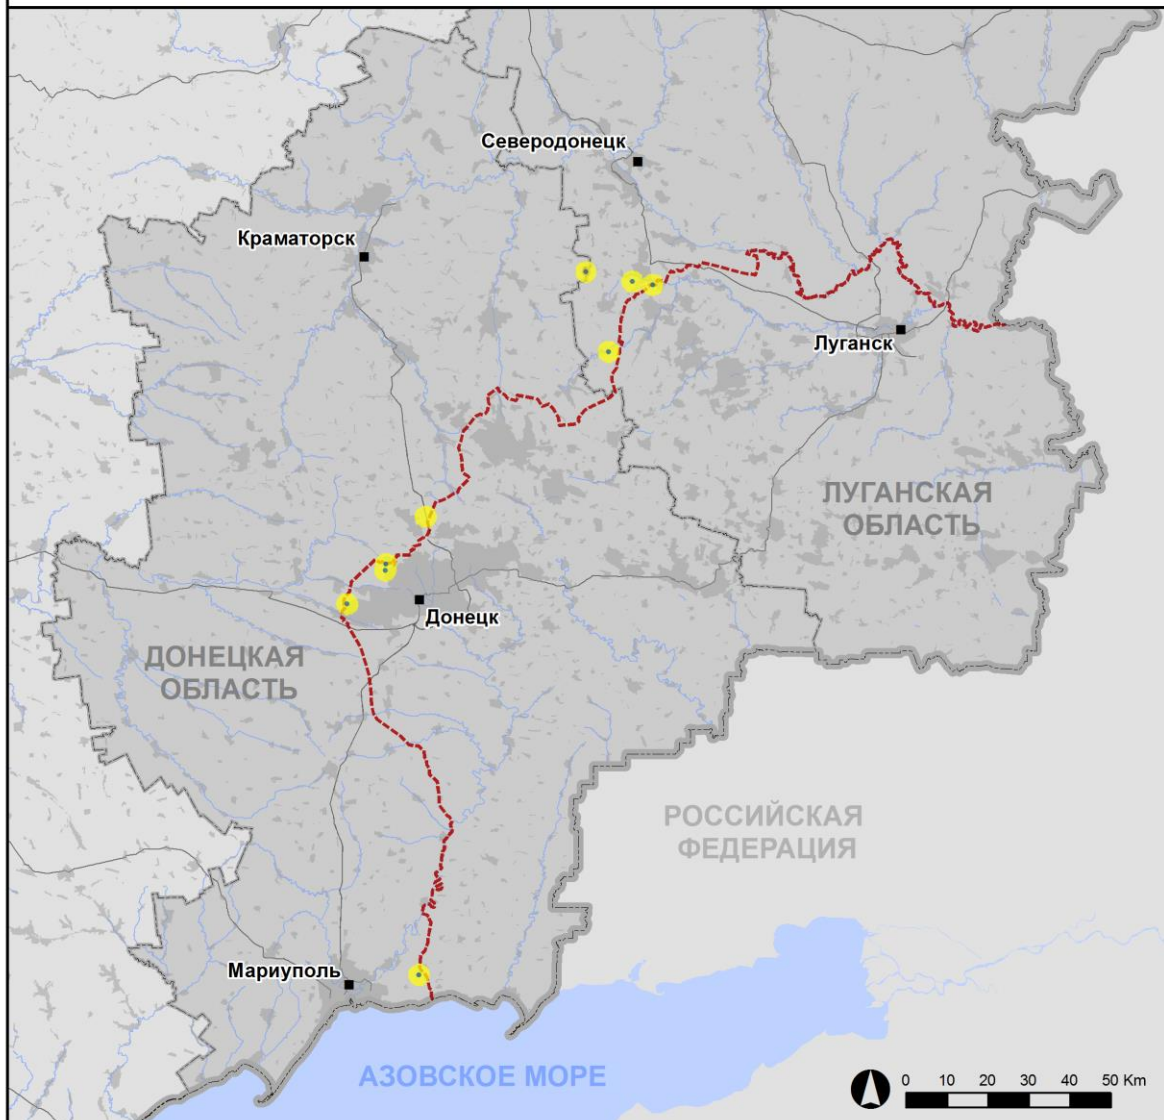 Северодонецк
Краматорск
Луганск
ЛУГАНСКАЯ
ОБЛАСТЬ
Донецк
ДОНЕЦКАЯ
ОБЛАСТЬ
РОССИЙСКАЯ
ФЕДЕРАЦИЯ
Мариуполь
АЗОВСКОЕ МОРЕ
0 10 20 30 40 50 Km